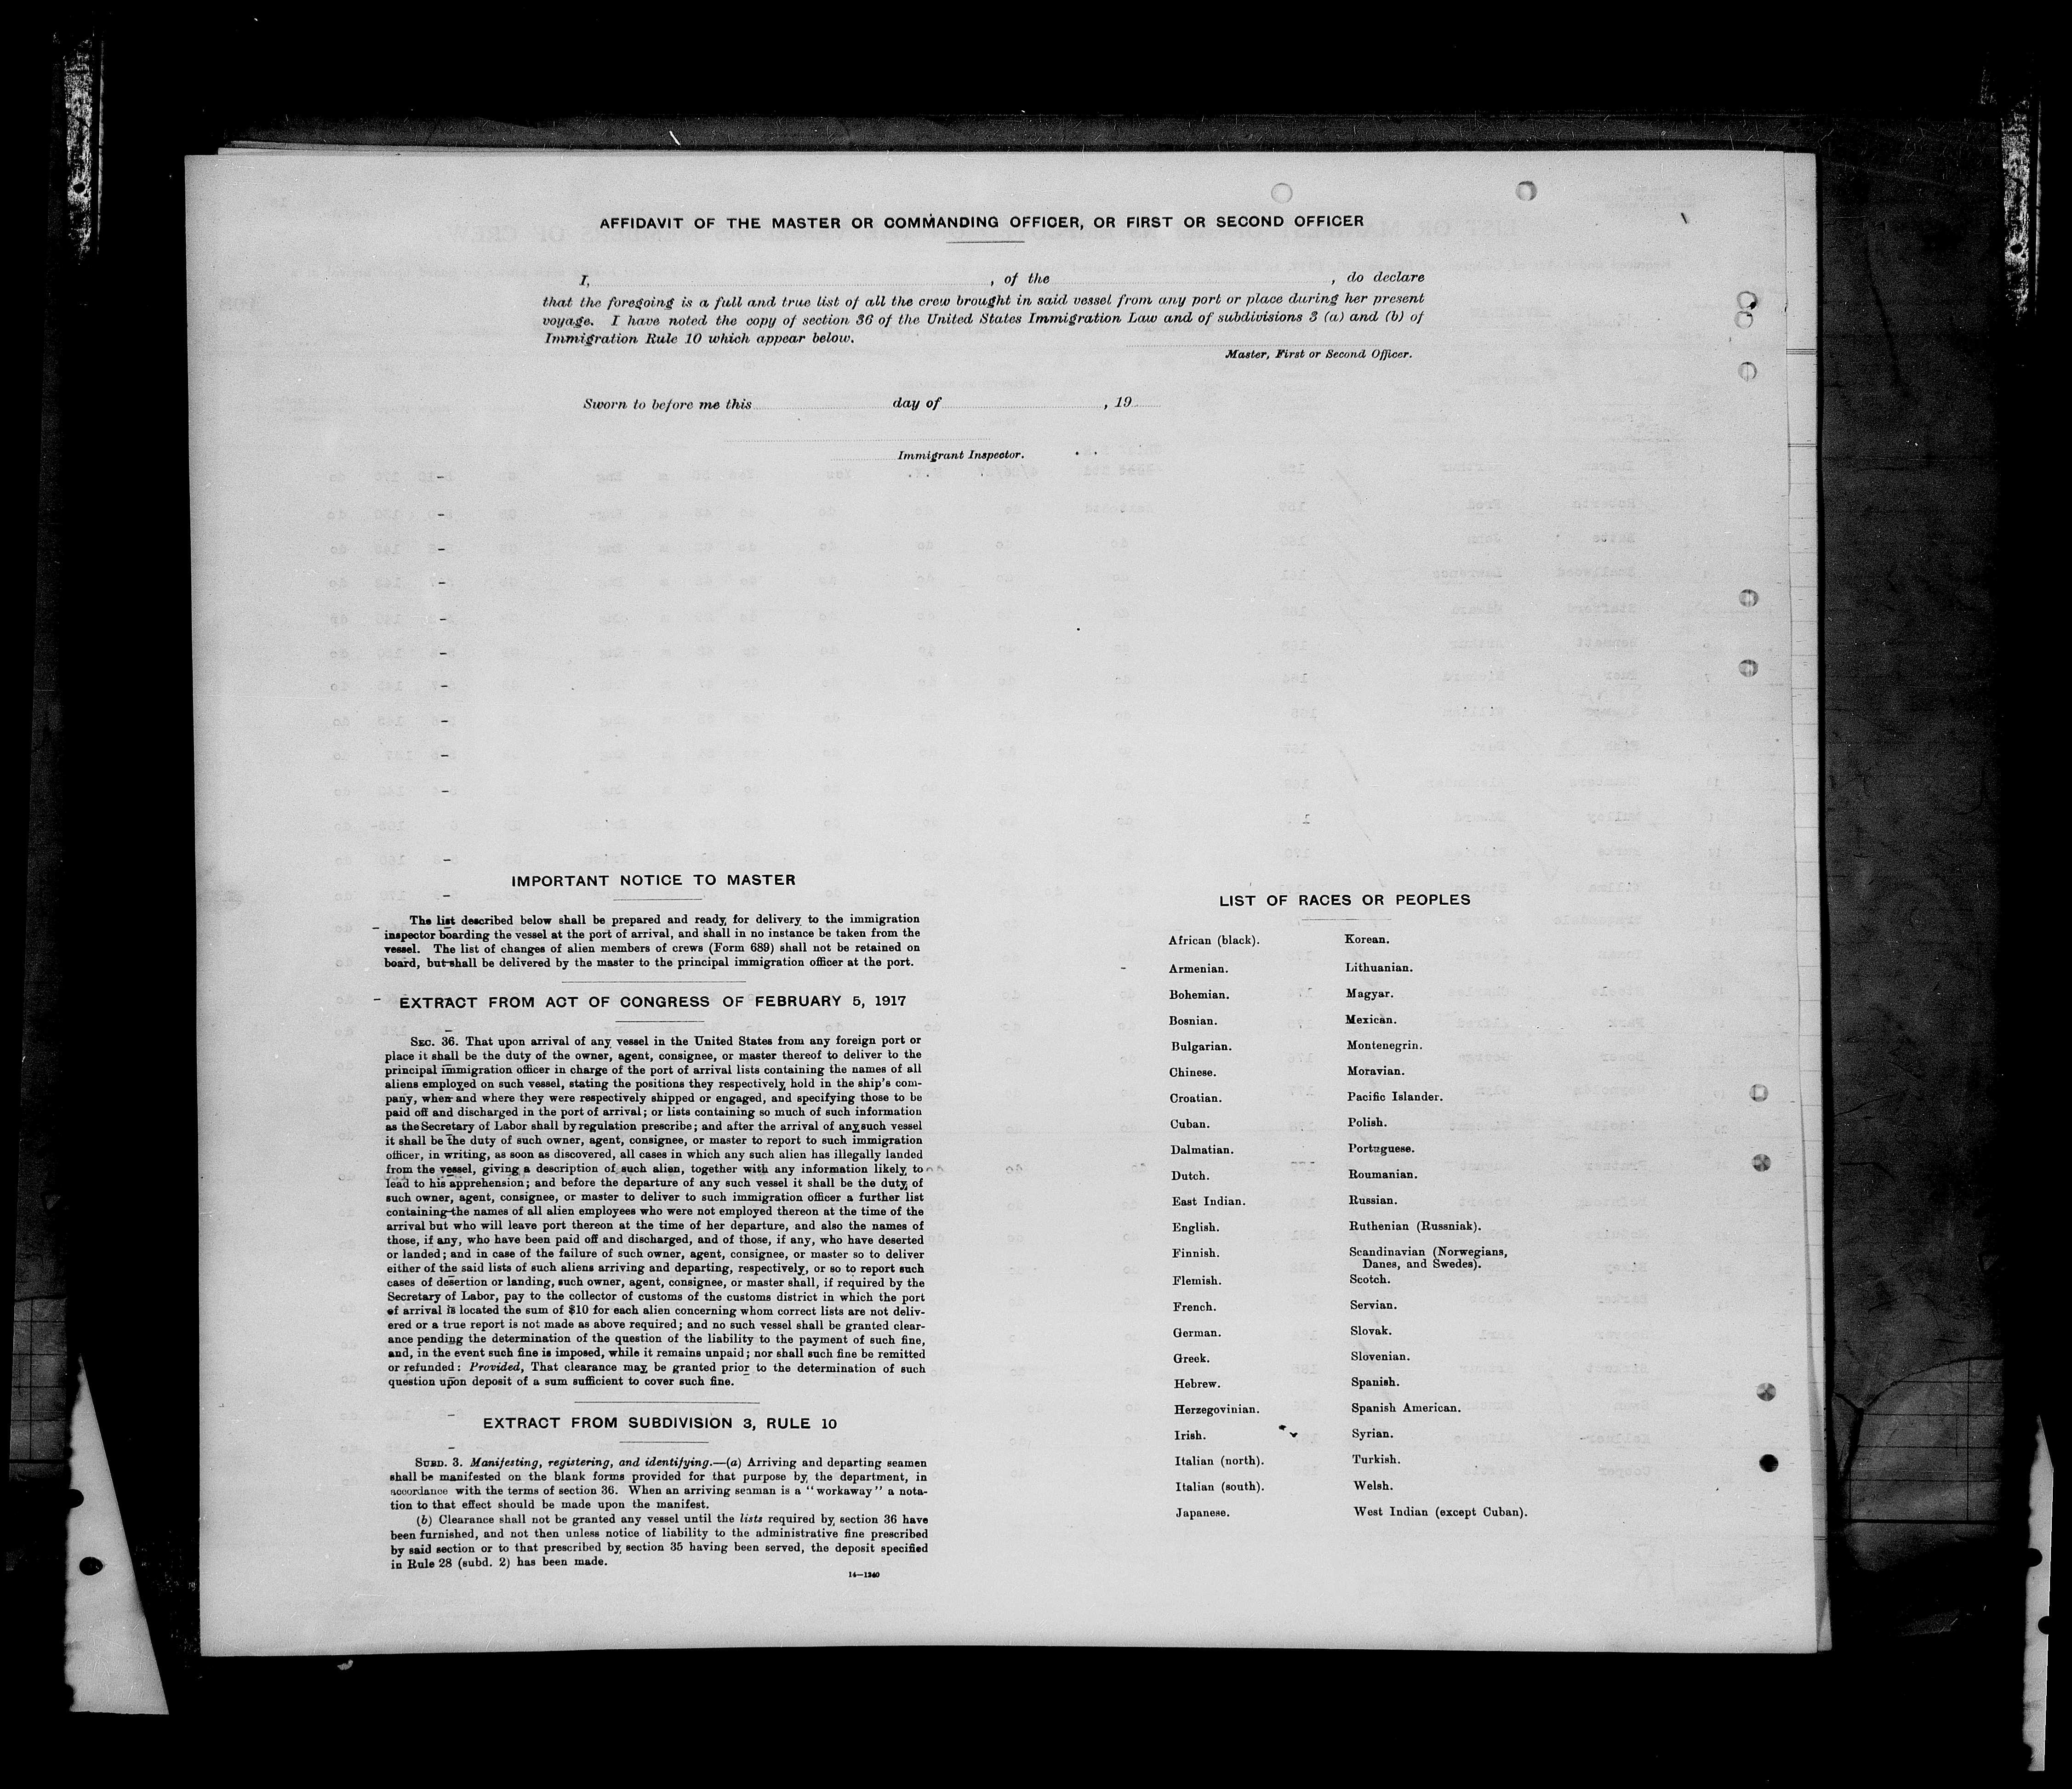 AFFIDAVIT OF THE MASTER OR COMMANDING OFFICER, OR FIRST OR SECOND OFFICER
I, , of the , do declare
that the foregoing is a full and true list of all the crew brought in said vessel from any port or place during her present
voyage. I have noted the copy of section 36 of the United States Immigration Law and of subdivisions 3 (a) and (b) of
Immigration Rule 10 which appear below.
Master, First or Second Officer.
Sworn to before me this day of , 19
Immigrant Inspector.
IMPORTANT NOTICE TO MASTER
The list described below shall be prepared and ready for delivery to the immigration
inspector boarding the vessel at the port of arrival, and shall in no instance be taken from the
vessel. The list of changes of alien members of crews (Form 689) shall not be retained on
board, but shall be delivered by the master to the principal immigration officer at the port.
EXTRACT FROM ACT OF CONGRESS OF FEBRUARY 5, 1917
SEC. 36. That upon arrival of any vessel in the United States from any foreign port or
place it shall be the duty of the owner, agent, consignee, or master thereof to deliver to the
principal immigration officer in charge of the port of arrival lists containing the names of all
aliens employed on such vessel, stating the positions they respectively hold in the ship's com-
pany, when and where they were respectively shipped or engaged, and specifying those to be
paid off and discharged in the port of arrival; or lists containing so much of such information
as the Secretary of Labor shall by regulation prescribe; and after the arrival of any such vessel
it shall be the duty of such owner, agent, consignee, or master to report to such immigration
officer, in writing, as soon as discovered, all cases in which any such alien has illegally landed
from the vessel, giving a description of such alien, together with any information likely to
lead to his apprehension; and before the departure of any such vessel it shall be the duty of
such owner, agent, consignee, or master to deliver to such immigration officer a further list
containing the names of all alien employees who were not employed thereon at the time of the
arrival but who will leave port thereon at the time of her departure, and also the names of
those, if any, who have been paid off and discharged, and of those, if any, who have deserted
or landed; and in case of the failure of such owner, agent, consignee, or master so to deliver
either of the said lists of such aliens arriving and departing, respectively, or so to report such
cases of desertion or landing, such owner, agent, consignee, or master shall, if required by the
Secretary of Labor, pay to the collector of customs of the customs district in which the port
of arrival is located the sum of $10 for each alien concerning whom correct lists are not deliv-
ered or a true report is not made as above required; and no such vessel shall be granted clear-
ance pending the determination of the question of the liability to the payment of such fine,
and, in the event such fine is imposed, while it remains unpaid; nor shall such fine be remitted
or refunded: Provided, That clearance may be granted prior to the determination of such
question upon deposit of a sum sufficient to cover such fine.
EXTRACT FROM SUBDIVISION 3, RULE 10
SUBD. 3. Manifesting, registering, and identifying.—(a) Arriving and departing seamen
shall be manifested on the blank forms provided for that purpose by the department, in
accordance with the terms of section 36. When an arriving seaman is a "workaway" a nota-
tion to that effect should be made upon the manifest.
(b) Clearance shall not be granted any vessel until the lists required by section 36 have
been furnished, and not then unless notice of liability to the administrative fine prescribed
by said section or to that prescribed by section 35 having been served, the deposit specified
in Rule 28 (subd. 2) has been made.
14—1240
LIST OF RACES OR PEOPLES
African (black).
Armenian.
Bohemian.
Bosnian.
Bulgarian.
Chinese.
Croatian.
Cuban.
Dalmatian.
Dutch.
East Indian.
English.
Finnish.
Flemish.
French.
German.
Greek.
Hebrew.
Herzegovinian.
Irish.
Italian (north).
Italian (south).
Japanese.
Korean.
Lithuanian.
Magyar.
Mexican.
Montenegrin.
Moravian.
Pacific Islander.
Polish.
Portuguese.
Roumanian.
Russian.
Ruthenian (Russniak).
Scandinavian (Norwegians,
Danes, and Swedes).
Scotch.
Servian.
Slovak.
Slovenian.
Spanish.
Spanish American.
Syrian.
Turkish.
Welsh.
West Indian (except Cuban).